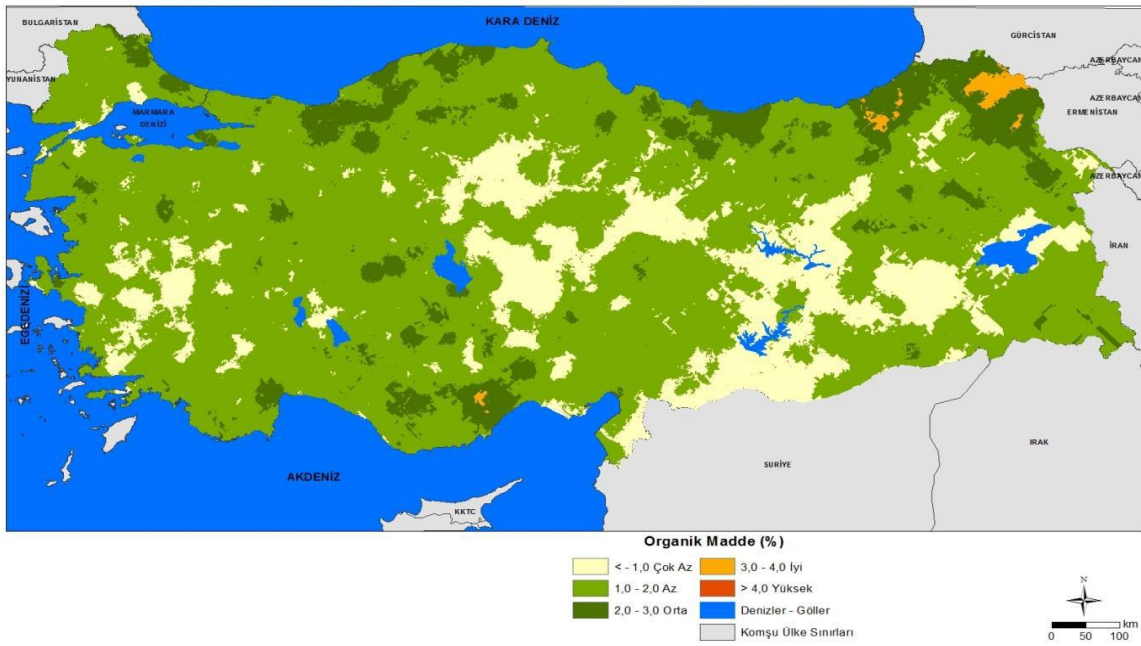 BULGARİSTAN
KARA DENİZ
GÜRCİSTAN
YUNANİSTAN
AZERBAYCAN
AZERBAYCAN
MARMARA
DENİZİ
ERMENİSTAN
AZERBAYCAN
İRAN
EGEDENİZİ
IRAK
SURİYE
AKDENİZ
KKTC
Organik Madde (%)
< - 1,0 Çok Az
3,0 - 4,0 İyi
1,0 - 2,0 Az
> 4,0 Yüksek
2,0 - 3,0 Orta
Denizler - Göller
Komşu Ülke Sınırları
N
km
0 50 100